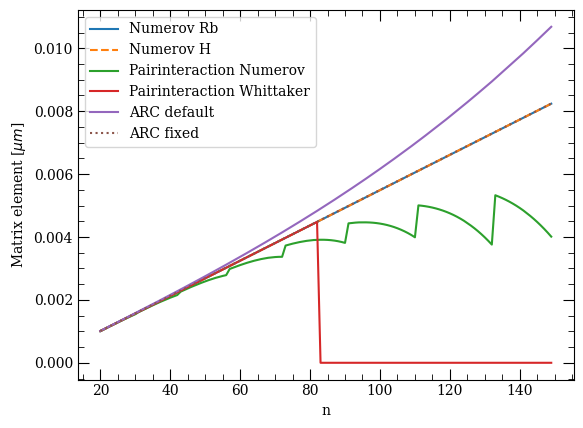 Numerov Rb
Numerov H
Pairinteraction Numerov
Pairinteraction Whittaker
ARC default
ARC fixed
Matrix element [μm]
0.010
0.008
0.006
0.004
0.002
0.000
20 40 60 80 100 120 140
n